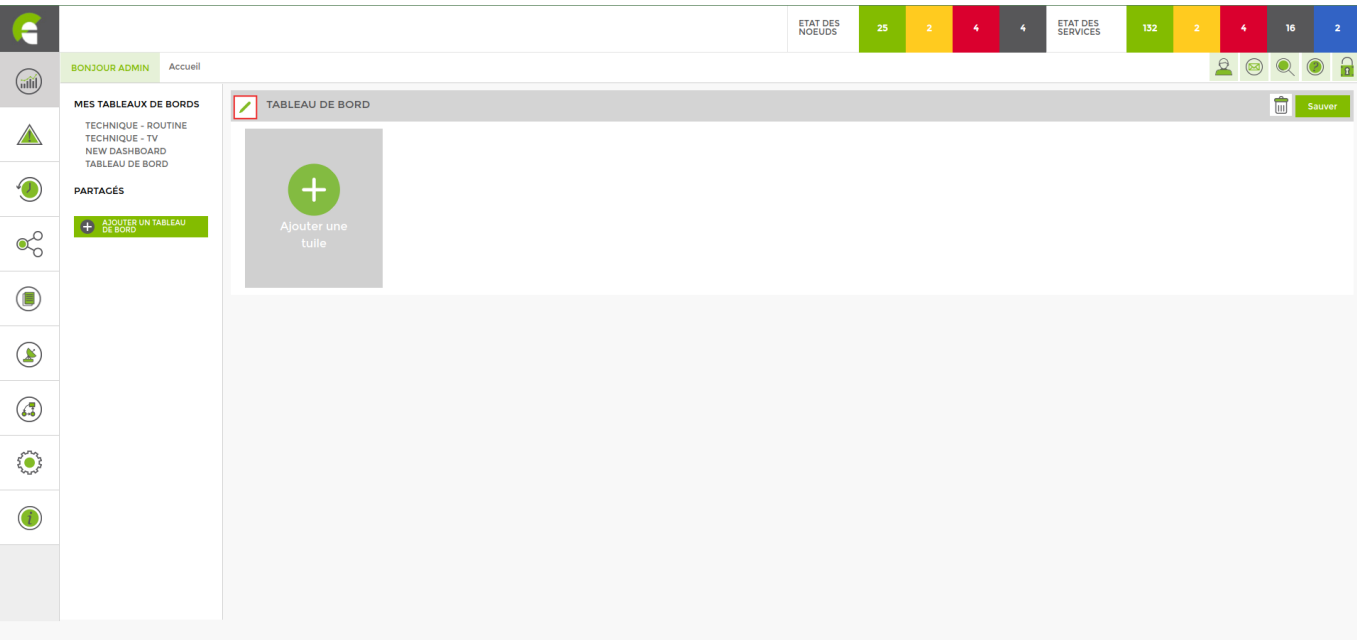 ETAT DES
NOEUDS
25
2
4
4
ETAT DES
SERVICES
132
2
4
16
2
BONJOUR ADMIN
Accueil
MES TABLEAUX DE BORDS
TECHNIQUE - ROUTINE
TECHNIQUE - TV
NEW DASHBOARD
TABLEAU DE BORD
PARTAGÉS
AJOUTER UN TABLEAU
DE BORD
TABLEAU DE BORD
Sauver
Ajouter une
tuile